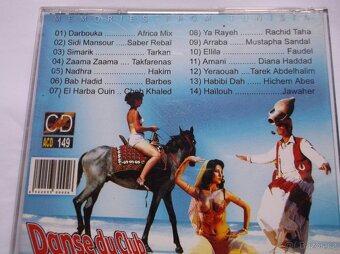 MEMORIES FROM TUNISIA
01) Darbouka Africa Mix
02) Sidi Mansour Saber Rebaï
03) Simarik Tarkan
04) Zaama Zaama Takfarenas
05) Nadhra Hakim
06) Bab Hadid Barbes
07) El Harba Ouin Cheb Khaled
08) Ya Rayeh Rachid Taha
09) Arraba Mustapha Sandal
10) Ellila Faudel
11) Amani Diana Haddad
12) Yeraouah Tarek Abdelhalim
13) Habibi Dah Hichem Abes
14) Hailouh Jawaher
CD
ACD 149
Danse du Club